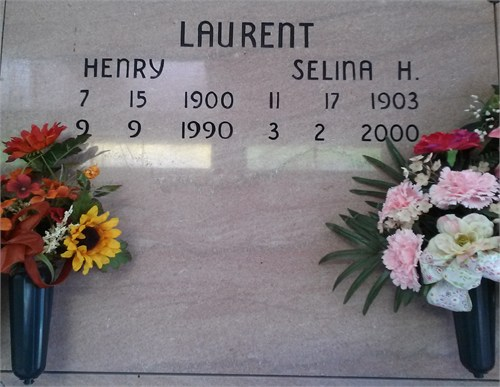 LAURENT
HENRY SELINA H.
7 15 1900 11 17 1903
9 9 1990 3 2 2000